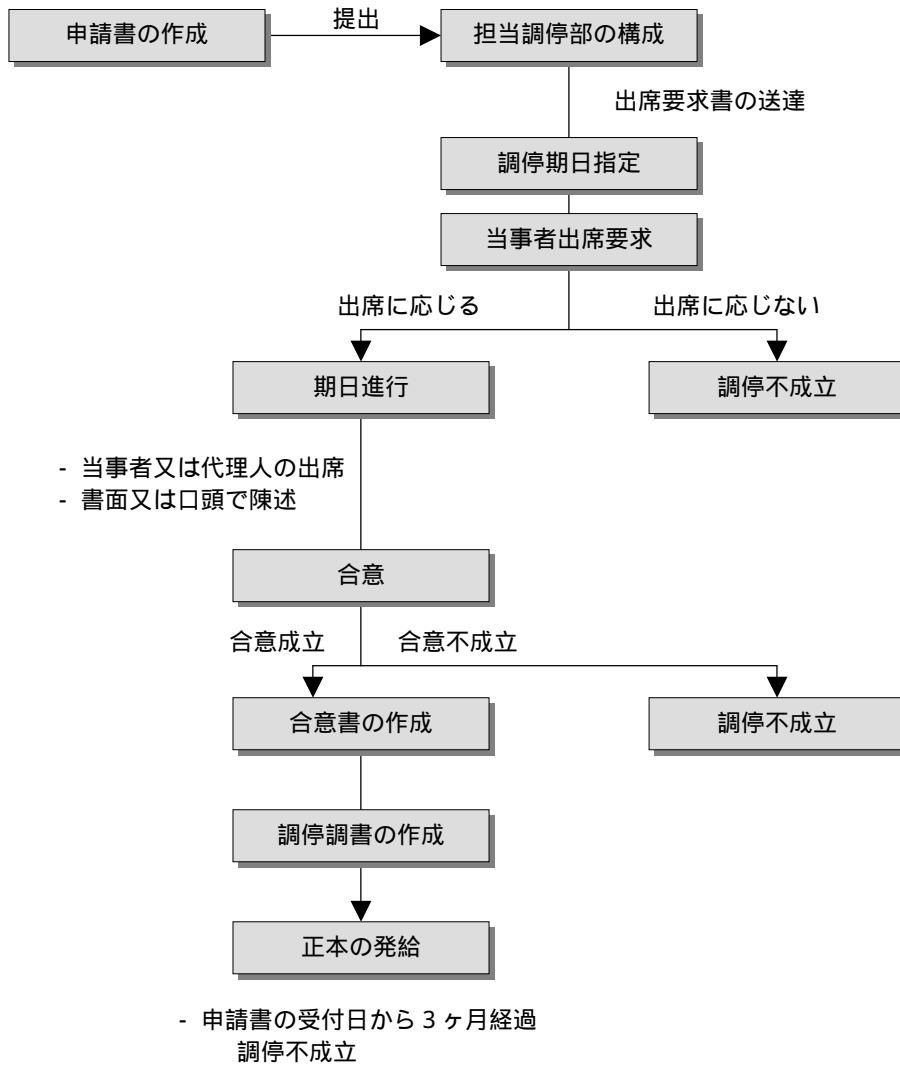 申請書の作成
提出
担当調停部の構成
出席要求書の送達
調停期日指定
当事者出席要求
出席に応じる
出席に応じない
期日進行
調停不成立
- 当事者又は代理人の出席
- 書面又は口頭で陳述
合意
合意成立
合意不成立
合意書の作成
調停不成立
調停調書の作成
正本の発給
- 申請書の受付日から３ヶ月経過
調停不成立